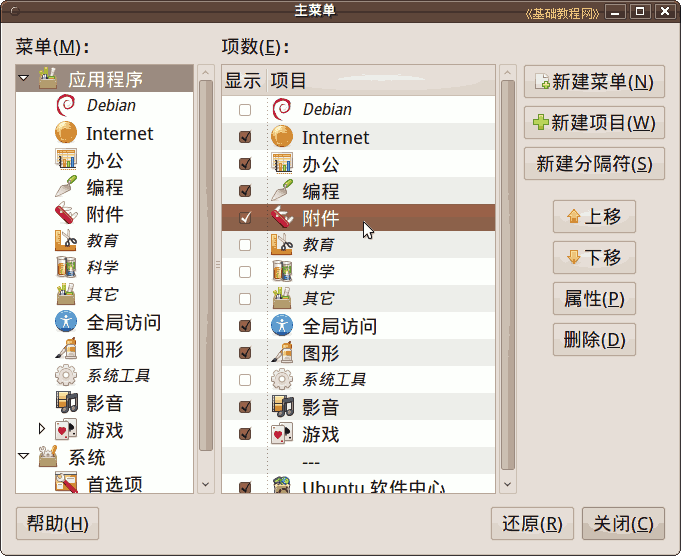 主菜单
《基础教程网》
菜单(M)：
项数(E)：
应用程序
Debian
Internet
办公
编程
附件
教育
科学
其它
全局访问
图形
系统工具
影音
游戏
系统
首选项
显示 项目
Debian
Internet
办公
编程
附件
教育
科学
其它
全局访问
图形
系统工具
影音
游戏
---
Ubuntu 软件中心
新建菜单(N)
新建项目(W)
新建分隔符(S)
上移
下移
属性(P)
删除(D)
帮助(H)
还原(R)
关闭(C)